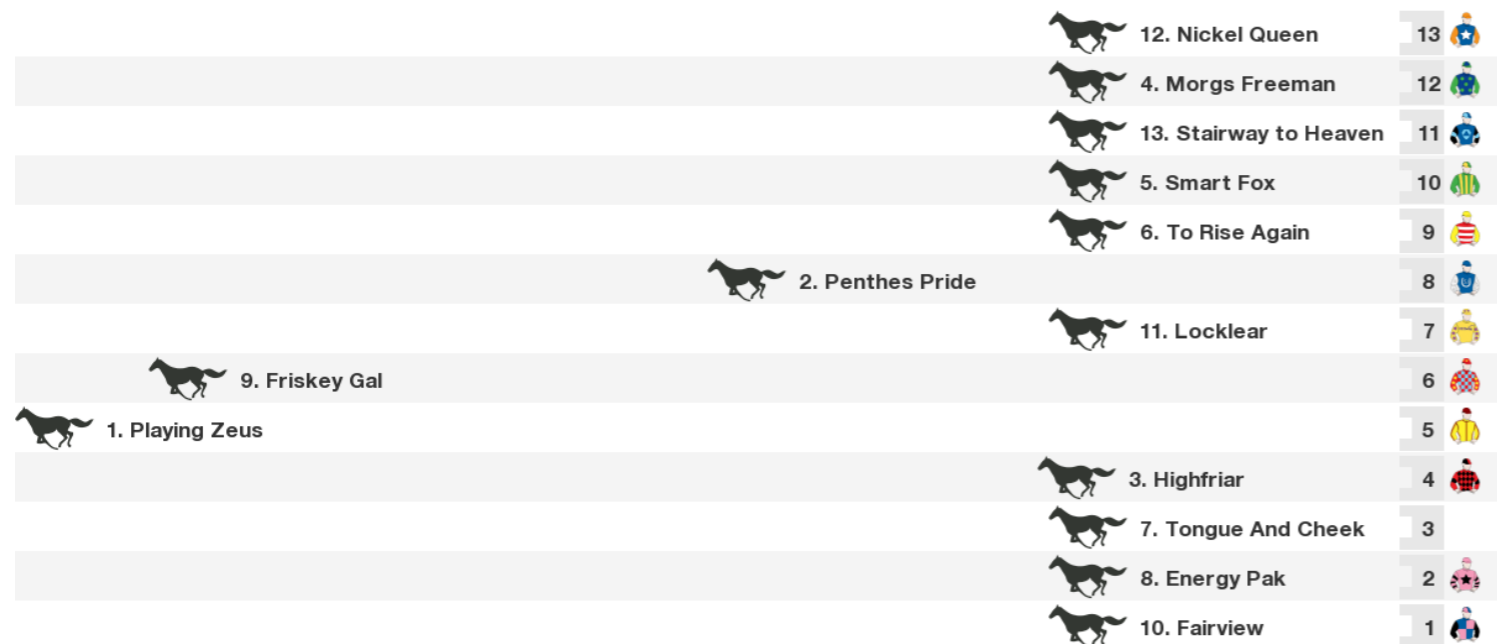 12. Nickel Queen 13
4. Morgs Freeman 12
13. Stairway to Heaven 11
5. Smart Fox 10
6. To Rise Again 9
2. Penthes Pride 8
11. Locklear 7
9. Friskey Gal 6
1. Playing Zeus 5
3. Highfriar 4
7. Tongue And Cheek 3
8. Energy Pak 2
10. Fairview 1